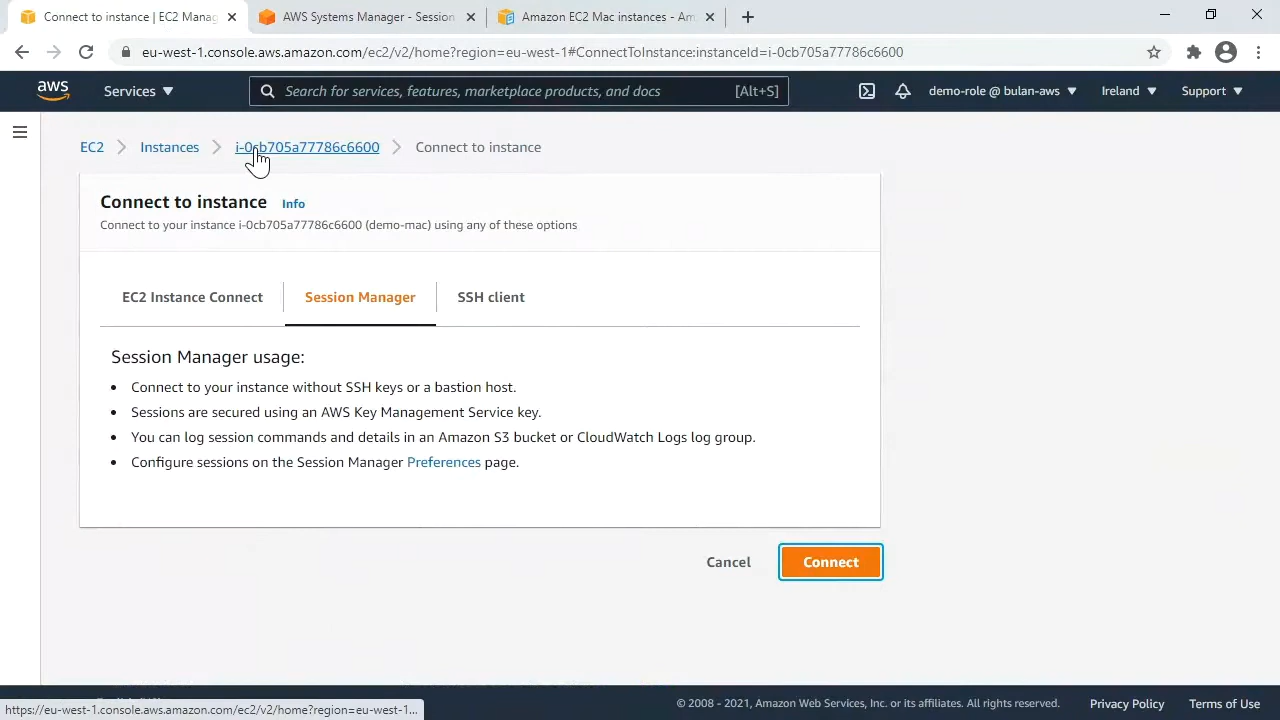 Connect to instance | EC2 Manag
AWS Systems Manager - Session
Amazon EC2 Mac instances - Am
eu-west-1.console.aws.amazon.com/ec2/v2/home?region=eu-west-1#ConnectToInstance:instanceId=i-0cb705a77786c6600
aws
Services
Search for services, features, marketplace products, and docs
[Alt+S]
demo-role @ bulan-aws
Ireland
Support
EC2
Instances
i-0cb705a77786c6600
Connect to instance
Connect to instance
Info
Connect to your instance i-0cb705a77786c6600 (demo-mac) using any of these options
EC2 Instance Connect
Session Manager
SSH client
Session Manager usage:
Connect to your instance without SSH keys or a bastion host.
Sessions are secured using an AWS Key Management Service key.
You can log session commands and details in an Amazon S3 bucket or CloudWatch Logs log group.
Configure sessions on the Session Manager Preferences page.
Cancel
Connect
© 2008 - 2021, Amazon Web Services, Inc. or its affiliates. All rights reserved.
Privacy Policy
Terms of Use
https://eu-west-1.console.aws.amazon.com/ec2/v2/home?region=eu-west-1...